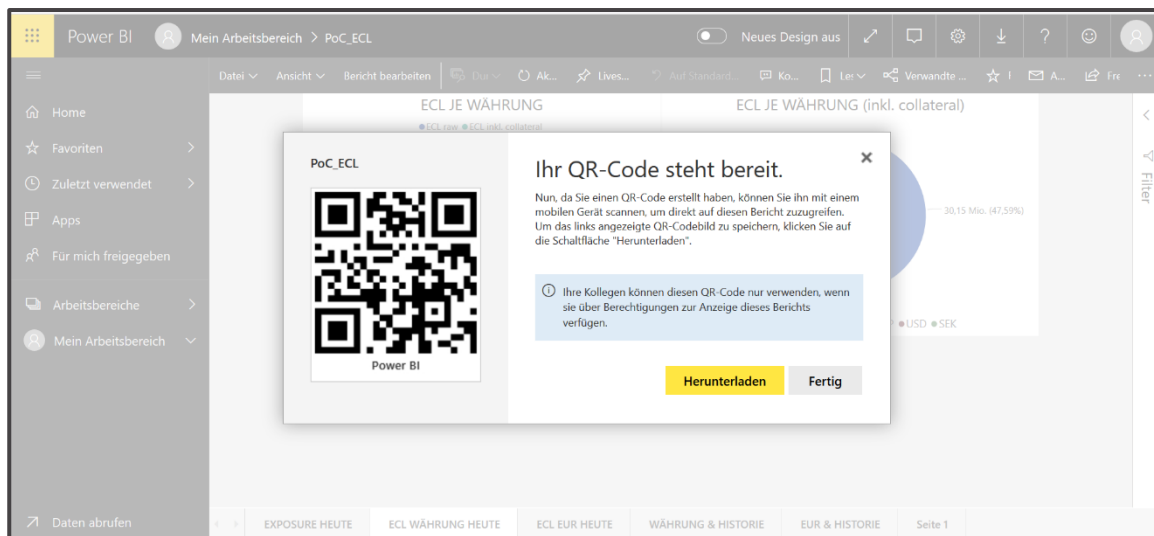 Power BI
Mein Arbeitsbereich > PoC_ECL
Neues Design aus
?
Datei
Ansicht
Bericht bearbeiten
Ak...
Lives...
Auf Standard...
Ko...
Verwandte ...
A...
Home
Favoriten
Zuletzt verwendet
Apps
Für mich freigegeben
Arbeitsbereiche
Mein Arbeitsbereich
Daten abrufen
ECL JE WÄHRUNG
ECL raw ECL inkl. collateral
ECL JE WÄHRUNG (inkl. collateral)
30,15 Mio. (47,59%)
USD SEK
Filter
PoC_ECL
Power BI
Ihr QR-Code steht bereit.
Nun, da Sie einen QR-Code erstellt haben, können Sie ihn mit einem
mobilen Gerät scannen, um direkt auf diesen Bericht zuzugreifen.
Um das links angezeigte QR-Codebild zu speichern, klicken Sie auf
die Schaltfläche "Herunterladen".
Ihre Kollegen können diesen QR-Code nur verwenden, wenn
sie über Berechtigungen zur Anzeige dieses Berichts
verfügen.
Herunterladen
Fertig
EXPOSURE HEUTE
ECL WÄHRUNG HEUTE
ECL EUR HEUTE
WÄHRUNG & HISTORIE
EUR & HISTORIE
Seite 1